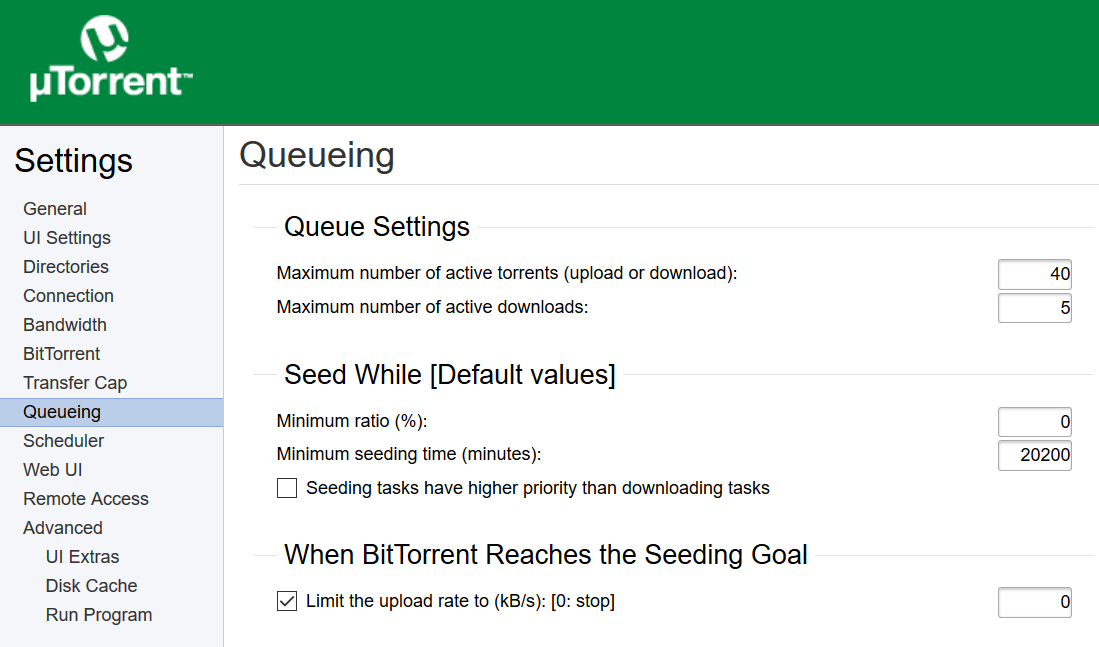 µTorrent™
Settings
General
UI Settings
Directories
Connection
Bandwidth
BitTorrent
Transfer Cap
Queueing
Scheduler
Web UI
Remote Access
Advanced
UI Extras
Disk Cache
Run Program
Queueing
Queue Settings
Maximum number of active torrents (upload or download): 40
Maximum number of active downloads: 5
Seed While [Default values]
Minimum ratio (%): 0
Minimum seeding time (minutes): 20200
Seeding tasks have higher priority than downloading tasks
When BitTorrent Reaches the Seeding Goal
Limit the upload rate to (kB/s): [0: stop] 0